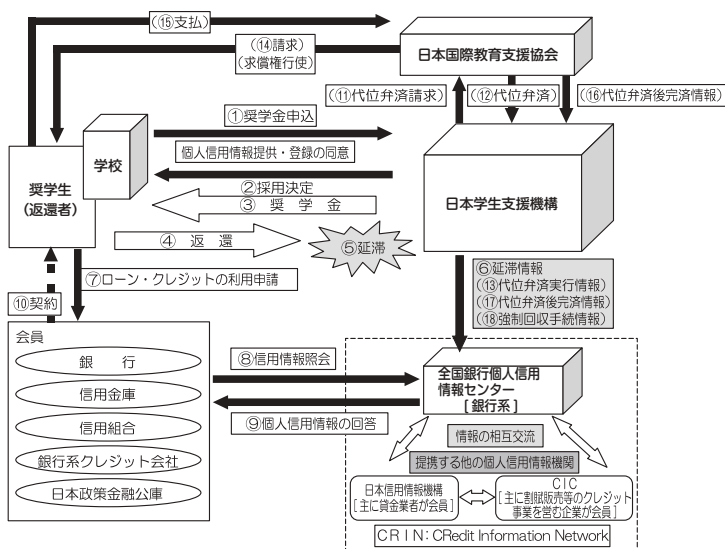 (⑮支払)
(⑭請求)
(求償権行使)
日本国際教育支援協会
(⑪代位弁済請求)
(⑫代位弁済)
(⑯代位弁済後完済情報)
①奨学金申込
個人信用情報提供・登録の同意
学校
奨学生
(返還者)
②採用決定
③ 奨 学 金
日本学生支援機構
④ 返 還
⑤延滞
⑥延滞情報
(⑬代位弁済実行情報)
(⑰代位弁済後完済情報)
(⑱強制回収手続情報)
⑦ローン・クレジットの利用申請
⑩契約
会員
銀 行
信用金庫
信用組合
銀行系クレジット会社
日本政策金融公庫
⑧信用情報照会
⑨個人信用情報の回答
全国銀行個人信用
情報センター
[銀行系]
情報の相互交流
提携する他の個人信用情報機関
日本信用情報機構
[主に貸金業者が会員]
CIC
[主に割賦販売等のクレジット
事業を営む企業が会員]
CRIN:CRedit Information Network